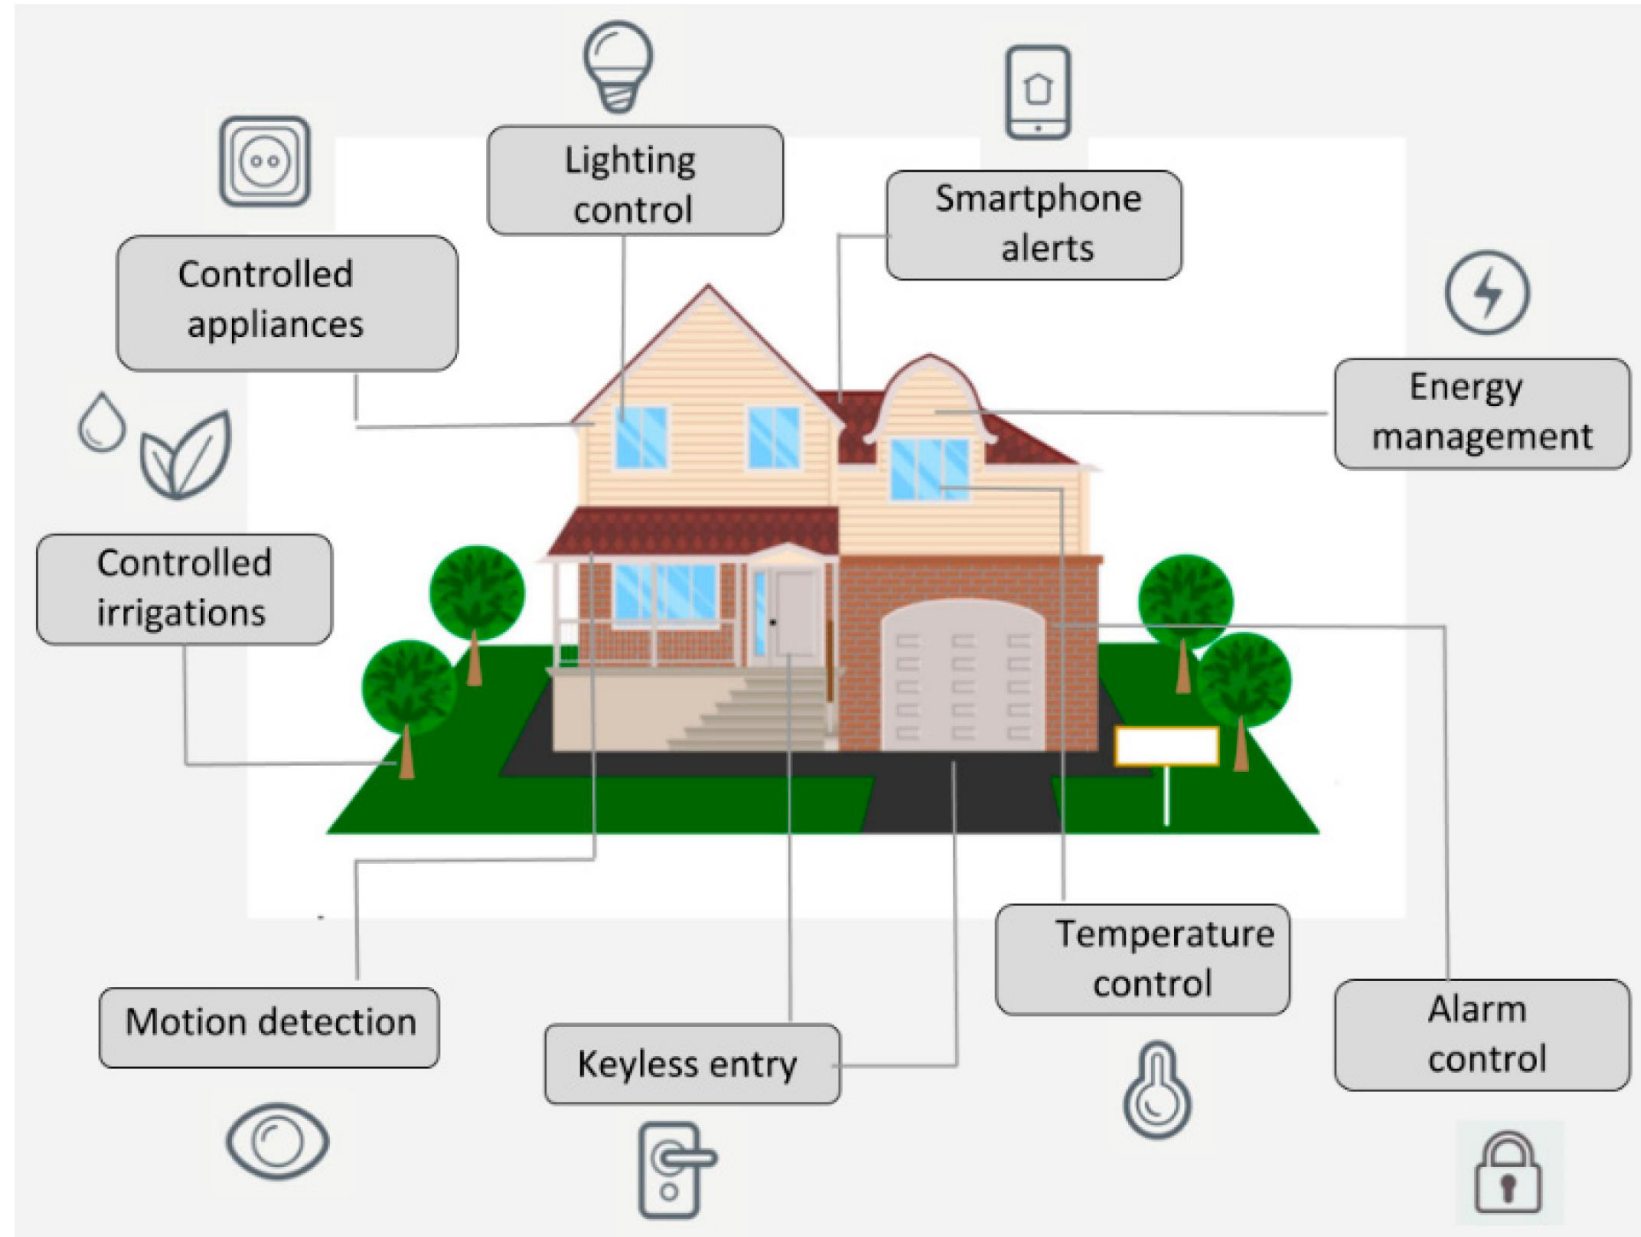 Lighting
control
Smartphone
alerts
Controlled
appliances
Energy
management
Controlled
irrigations
Temperature
control
Motion detection
Keyless entry
Alarm
control